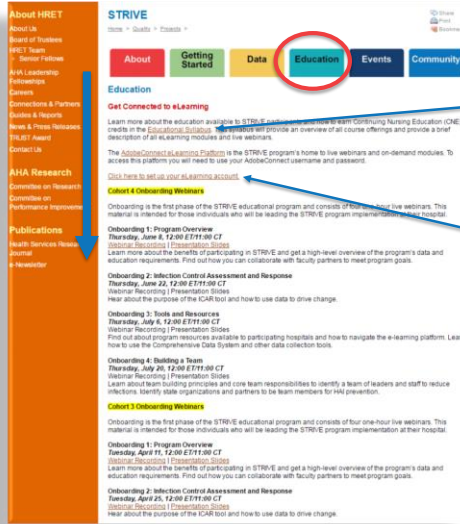 About HRET
About Us
Board of Trustees
HRET Team
> Senior Fellows
AHA Leadership
Fellowships
Careers
Connections & Partners
Guides & Reports
News & Press Releases
TRUST Award
Contact Us
AHA Research
Committee on Research
Committee on
Performance Improvement
Publications
Health Services Research
Journal
e-Newsletter
STRIVE
Home > Quality > Projects >
Share
Print
Bookmark
About
Getting
Started
Data
Education
Events
Community
Education
Get Connected to eLearning
Learn more about the education available to STRIVE participants and how to earn Continuing Nursing Education (CNE)
credits in the Educational Syllabus. This syllabus will provide an overview of all course offerings and provide a brief
description of all eLearning modules and live webinars.
The AdobeConnect eLearning Platform is the STRIVE program's home to live webinars and on-demand modules. To
access this platform you will need to use your AdobeConnect username and password.
Click here to set up your eLearning account.
Cohort 4 Onboarding Webinars
Onboarding is the first phase of the STRIVE educational program and consists of four one-hour live webinars. This
material is intended for those individuals who will be leading the STRIVE program implementation at their hospital.
Onboarding 1: Program Overview
Thursday, June 8, 12:00 ET/11:00 CT
Webinar Recording | Presentation Slides
Learn more about the benefits of participating in STRIVE and get a high-level overview of the program's data and
education requirements. Find out how you can collaborate with faculty partners to meet program goals.
Onboarding 2: Infection Control Assessment and Response
Thursday, June 22, 12:00 ET/11:00 CT
Webinar Recording | Presentation Slides
Hear about the purpose of the ICAR tool and how to use data to drive change.
Onboarding 3: Tools and Resources
Thursday, July 6, 12:00 ET/11:00 CT
Webinar Recording | Presentation Slides
Find out about program resources available to participating hospitals and how to navigate the e-learning platform. Learn
how to use the Comprehensive Data System and other data collection tools.
Onboarding 4: Building a Team
Thursday, July 20, 12:00 ET/11:00 CT
Webinar Recording | Presentation Slides
Learn about team building principles and core team responsibilities to identify a team of leaders and staff to reduce
infections. Identify state organizations and partners to be team members for HAI prevention.
Cohort 3 Onboarding Webinars
Onboarding is the first phase of the STRIVE educational program and consists of four one-hour live webinars. This
material is intended for those individuals who will be leading the STRIVE program implementation at their hospital.
Onboarding 1: Program Overview
Tuesday, April 11, 12:00 ET/11:00 CT
Webinar Recording | Presentation Slides
Learn more about the benefits of participating in STRIVE and get a high-level overview of the program's data and
education requirements. Find out how you can collaborate with faculty partners to meet program goals.
Onboarding 2: Infection Control Assessment and Response
Tuesday, April 25, 12:00 ET/11:00 CT
Webinar Recording | Presentation Slides
Hear about the purpose of the ICAR tool and how to use data to drive change.